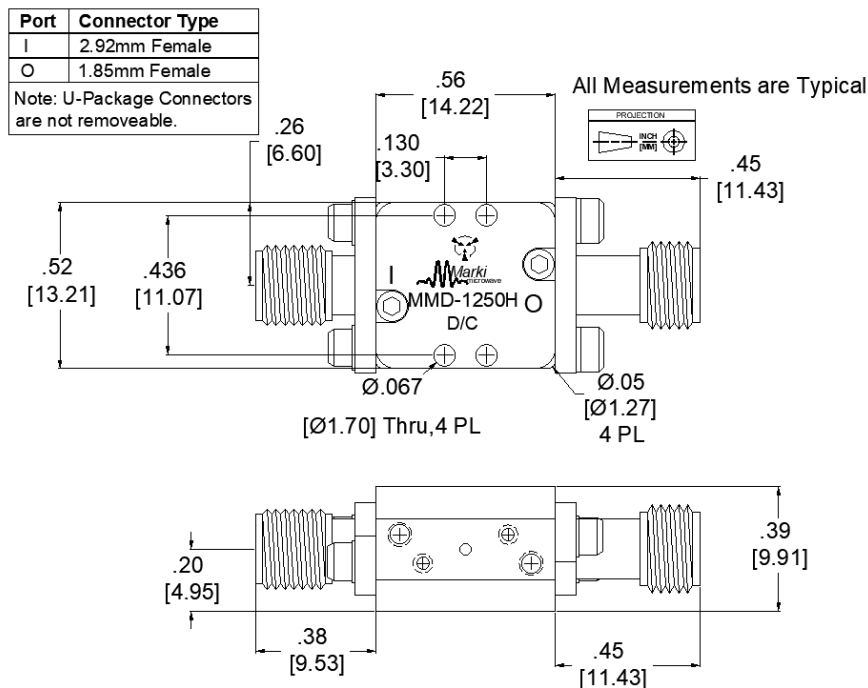 Port Connector Type
I 2.92mm Female
O 1.85mm Female
Note: U-Package Connectors
are not removeable.
.56
[14.22]
All Measurements are Typical
PROJECTION
INCH
[MM]
.26
[6.60]
.130
[3.30]
.45
[11.43]
.52
[13.21]
.436
[11.07]
I
Marki
microwave
MMD-1250H
O
D/C
Ø.067
[Ø1.70] Thru,4 PL
Ø.05
[Ø1.27]
4 PL
.20
[4.95]
.39
[9.91]
.38
[9.53]
.45
[11.43]